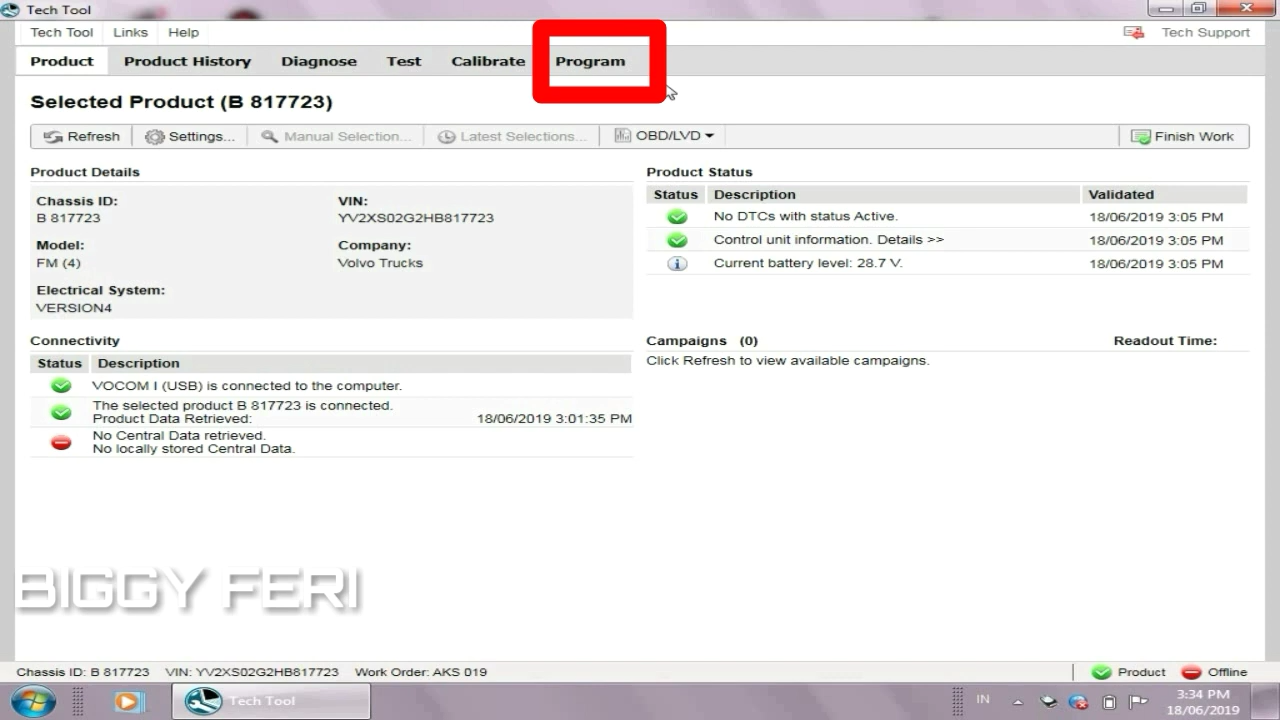 Tech Tool
Tech Tool Links Help Tech Support
Product Product History Diagnose Test Calibrate Program
Selected Product (B 817723)
Refresh Settings... Manual Selection... Latest Selections... OBD/LVD Finish Work
Product Details
Chassis ID: VIN:
B 817723 YV2XS02G2HB817723
Model: Company:
FM (4) Volvo Trucks
Electrical System:
VERSION4
Product Status
Status Description Validated
No DTCs with status Active. 18/06/2019 3:05 PM
Control unit information. Details >> 18/06/2019 3:05 PM
Current battery level: 28.7 V. 18/06/2019 3:05 PM
Connectivity
Status Description
VOCOM I (USB) is connected to the computer.
The selected product B 817723 is connected.
Product Data Retrieved: 18/06/2019 3:01:35 PM
No Central Data retrieved.
No locally stored Central Data.
Campaigns (0) Readout Time:
Click Refresh to view available campaigns.
BIGGY FERI
Chassis ID: B 817723 VIN: YV2XS02G2HB817723 Work Order: AKS 019 Product Offline
Tech Tool IN 3:34 PM
18/06/2019